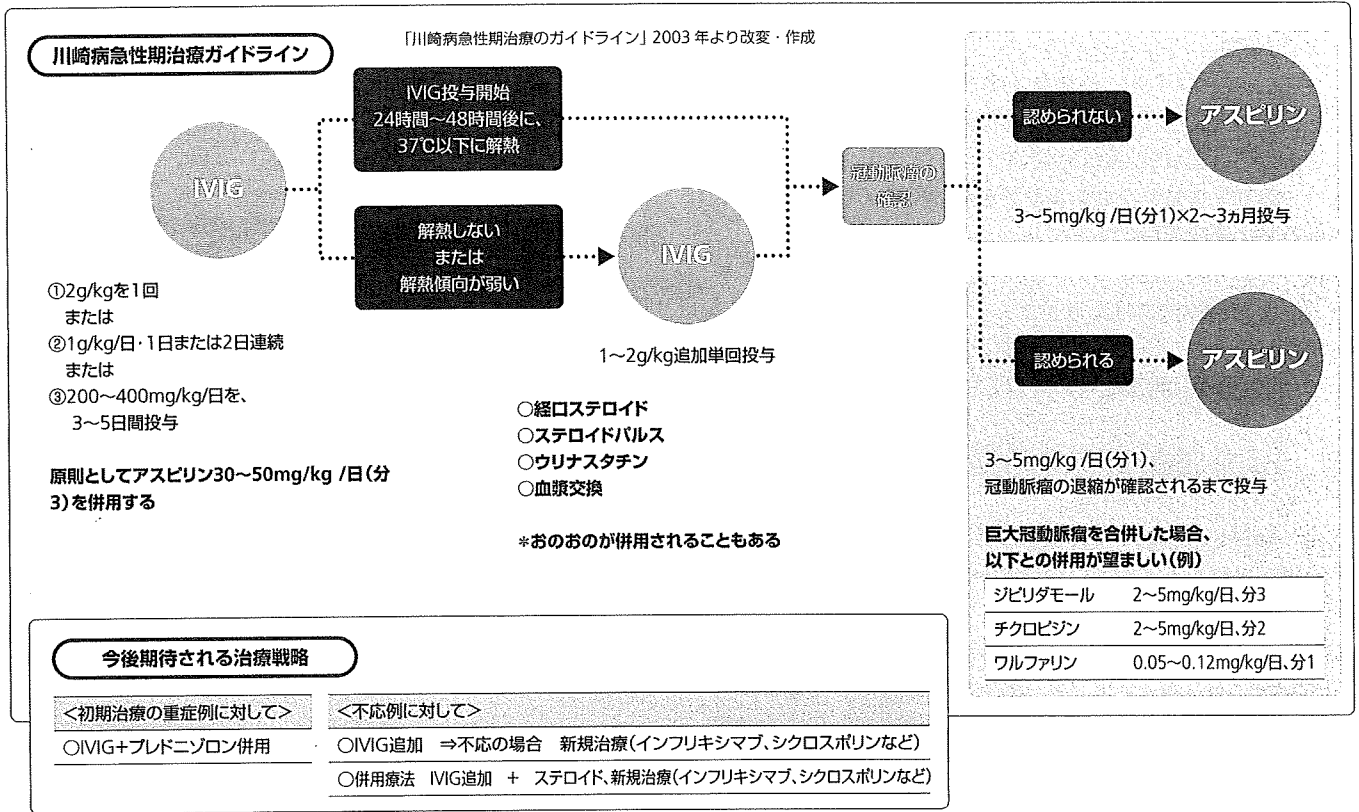 川崎病急性期治療ガイドライン
「川崎病急性期治療のガイドライン」2003年より改変・作成
IVIG
IVIG投与開始
24時間〜48時間後に、
37℃以下に解熱
解熱しない
または
解熱傾向が弱い
IVIG
冠動脈瘤の
確認
認められない
アスピリン
3〜5mg/kg /日(分1)×2〜3ヵ月投与
認められる
アスピリン
3〜5mg/kg /日(分1)、
冠動脈瘤の退縮が確認されるまで投与
巨大冠動脈瘤を合併した場合、
以下との併用が望ましい(例)
ジピリダモール 2〜5mg/kg/日、分3
チクロピジン 2〜5mg/kg/日、分2
ワルファリン 0.05〜0.12mg/kg/日、分1
①2g/kgを1回
または
②1g/kg/日・1日または2日連続
または
③200〜400mg/kg/日を、
3〜5日間投与
原則としてアスピリン30〜50mg/kg /日(分
3)を併用する
1〜2g/kg追加単回投与
○経口ステロイド
○ステロイドパルス
○ウリナスタチン
○血漿交換
*おのおのが併用されることもある
今後期待される治療戦略
<初期治療の重症例に対して>
○IVIG+プレドニゾロン併用
<不応例に対して>
○IVIG追加 ⇒不応の場合 新規治療(インフリキシマブ、シクロスポリンなど)
○併用療法 IVIG追加 + ステロイド、新規治療(インフリキシマブ、シクロスポリンなど)